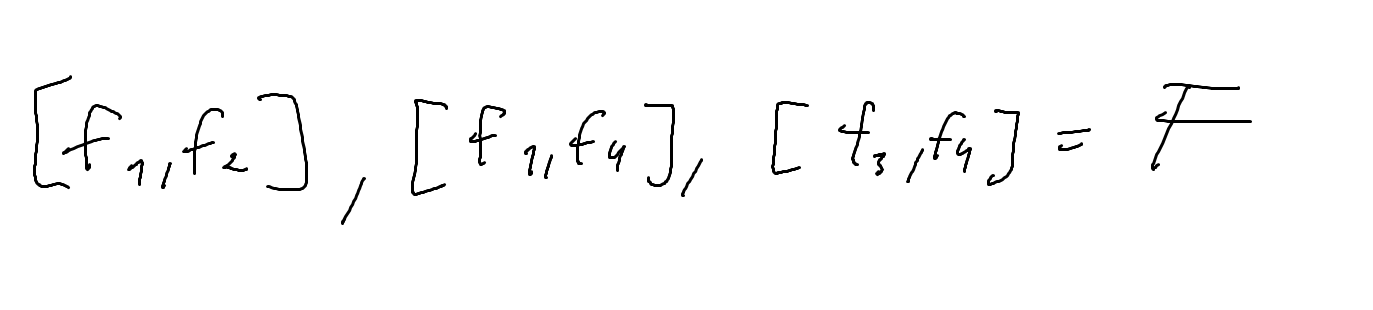 [f₁,f₂], [f₁,f₄], [f₃,f₄] = F